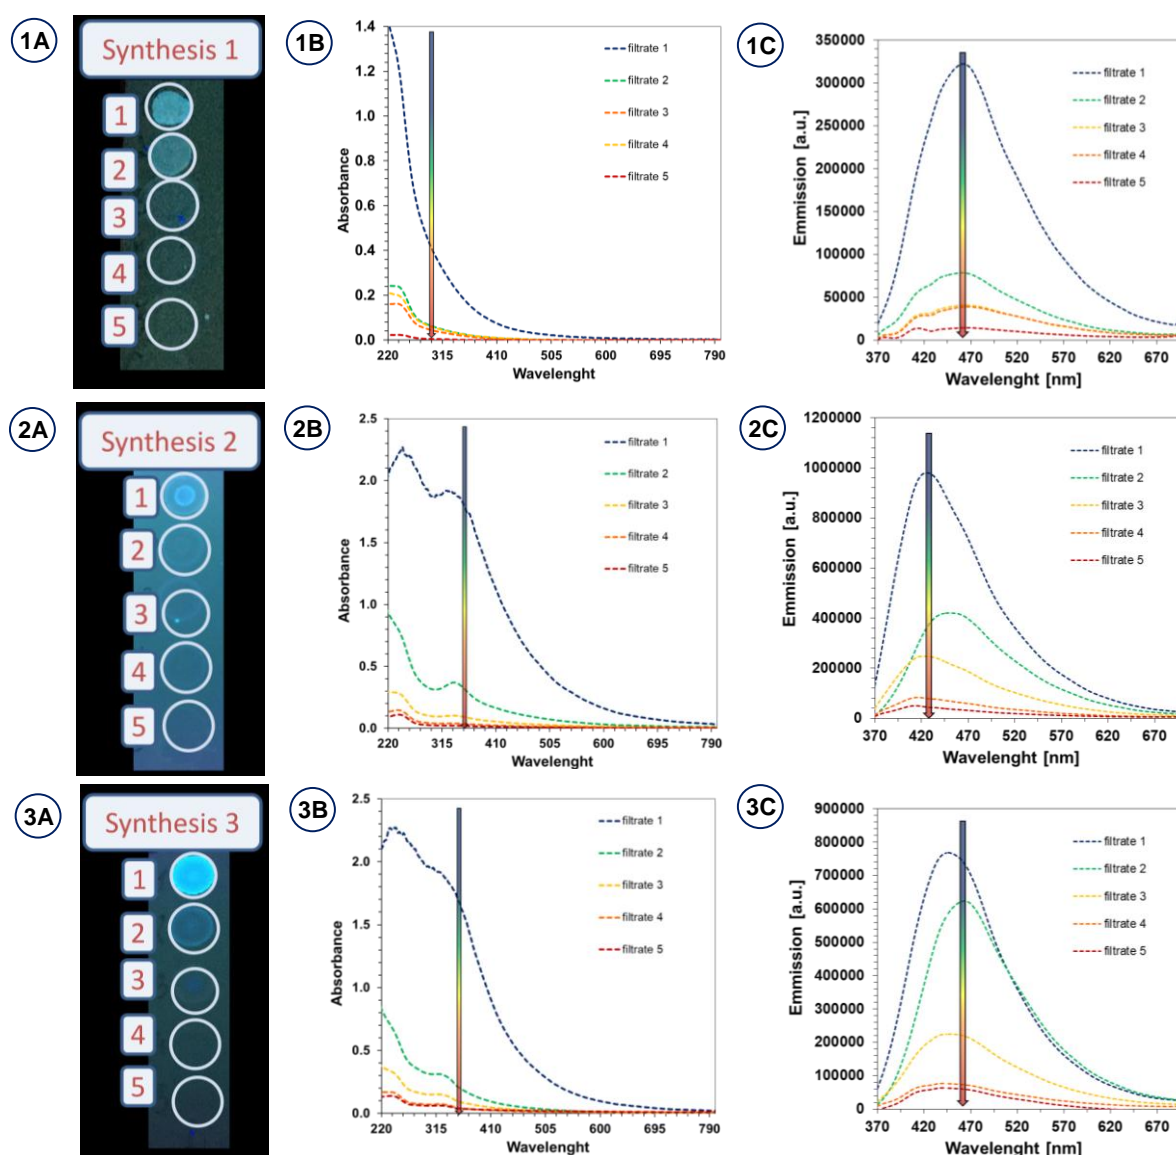 1A
Synthesis 1
1
2
3
4
5
1B
1.4
1.2
1.0
0.8
0.6
0.4
0.2
0.0
Absorbance
220 315 410 505 600 695 790
Wavelenght
filtrate 1
filtrate 2
filtrate 3
filtrate 4
filtrate 5
1C
350000
300000
250000
200000
150000
100000
50000
0
Emmission [a.u.]
370 420 470 520 570 620 670
Wavelenght [nm]
filtrate 1
filtrate 2
filtrate 3
filtrate 4
filtrate 5
2A
Synthesis 2
1
2
3
4
5
2B
2.5
2.0
1.5
1.0
0.5
0.0
Absorbance
220 315 410 505 600 695 790
Wavelenght
filtrate 1
filtrate 2
filtrate 3
filtrate 4
filtrate 5
2C
1200000
1000000
800000
600000
400000
200000
0
Emmission [a.u.]
370 420 470 520 570 620 670
Wavelenght [nm]
filtrate 1
filtrate 2
filtrate 3
filtrate 4
filtrate 5
3A
Synthesis 3
1
2
3
4
5
3B
2.5
2.0
1.5
1.0
0.5
0.0
Absorbance
220 315 410 505 600 695 790
Wavelenght
filtrate 1
filtrate 2
filtrate 3
filtrate 4
filtrate 5
3C
900000
800000
700000
600000
500000
400000
300000
200000
100000
0
Emmission [a.u.]
370 420 470 520 570 620 670
Wavelenght [nm]
filtrate 1
filtrate 2
filtrate 3
filtrate 4
filtrate 5